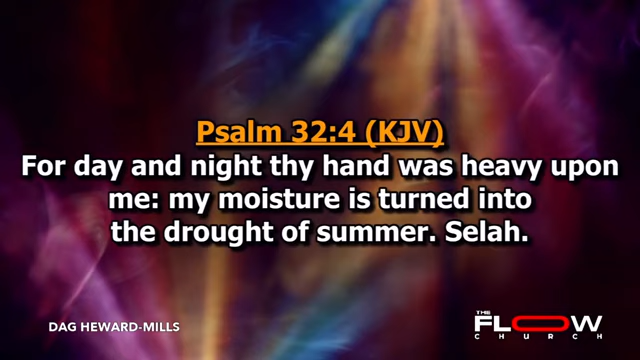 Psalm 32:4 (KJV)
For day and night thy hand was heavy upon
me: my moisture is turned into
the drought of summer. Selah.
DAG HEWARD-MILLS
THE
FLOW
CHURCH